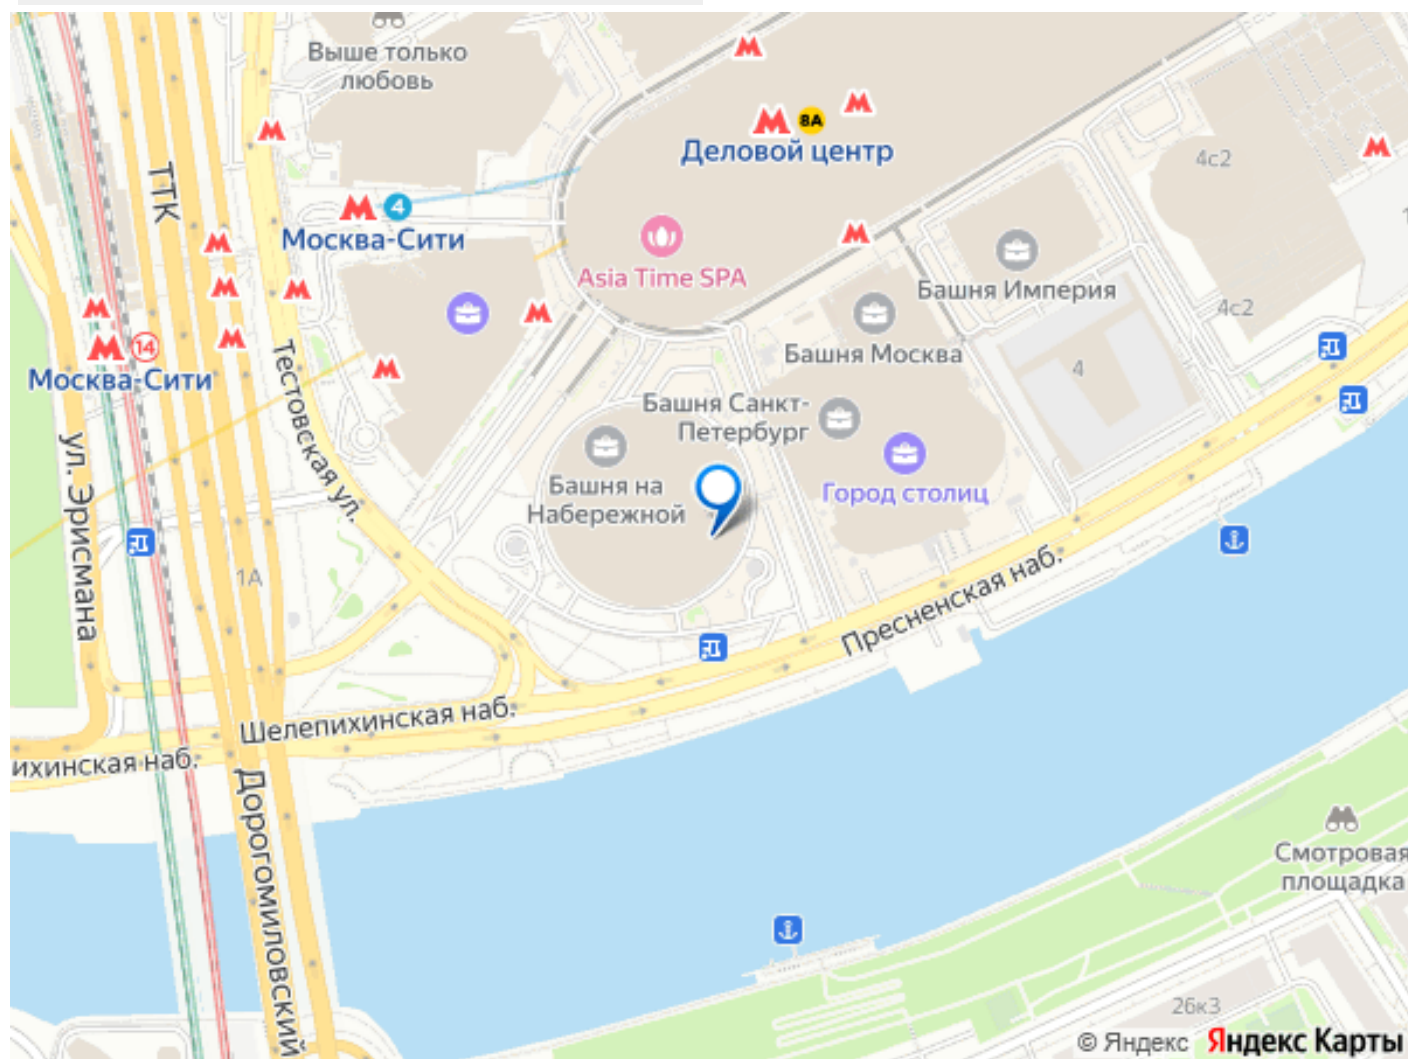 Выше только
любовь
8А
Деловой центр
4с2
ТТК
4
Москва-Сити
Asia Time SPA
Башня Империя
4с2
14
Москва-Сити
Башня Москва
4
Тестовская ул.
Башня Санкт-
Петербург
ул. Эрисмана
Башня на
Набережной
Город столиц
1А
Пресненская наб.
Шелепихинская наб.
ихинская наб.
Дорогомиловский
Смотровая
площадка
26к3
© Яндекс Яндекс Карты